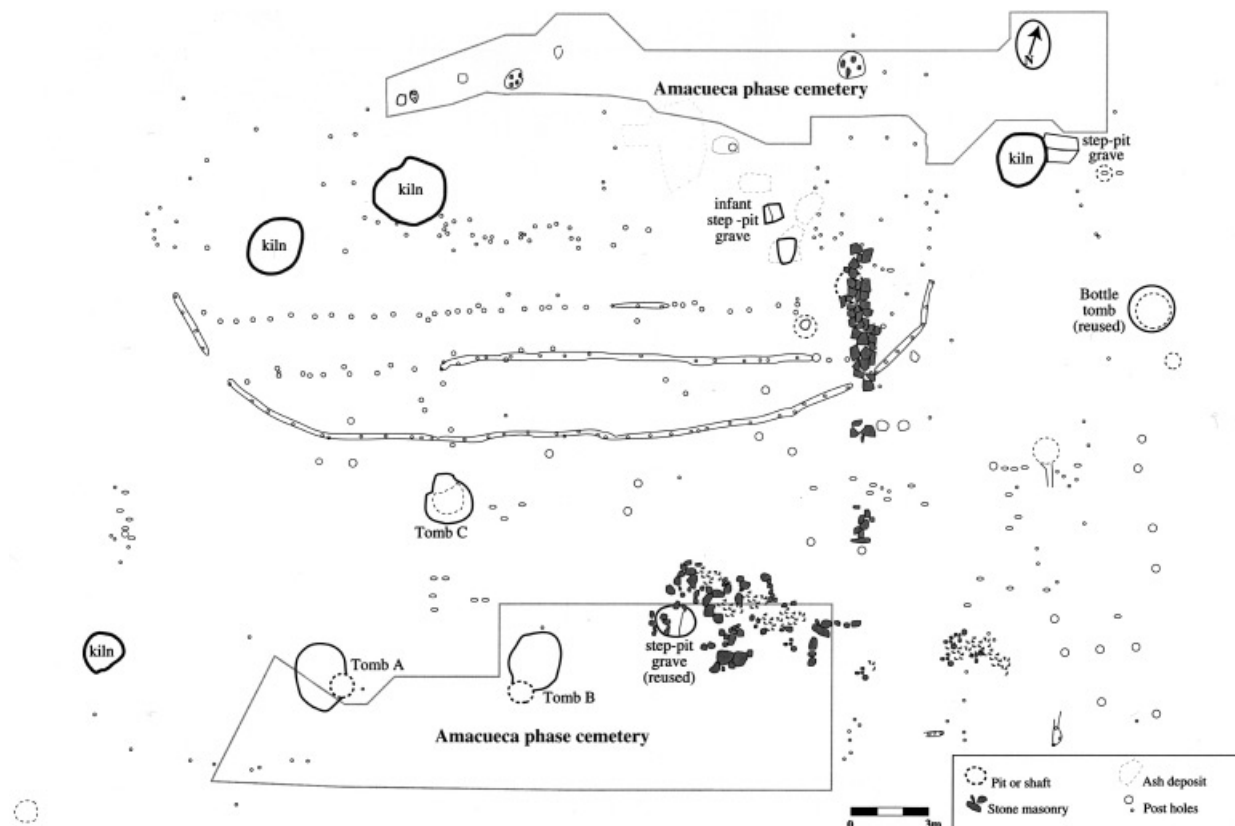 N
Amacueca phase cemetery
kiln
step-pit
grave
kiln
infant
step -pit
grave
kiln
Bottle
tomb
(reused)
Tomb C
kiln
Tomb A
Tomb B
step-pit
grave
(reused)
Amacueca phase cemetery
Pit or shaft
Ash deposit
Stone masonry
Post holes
0
3m